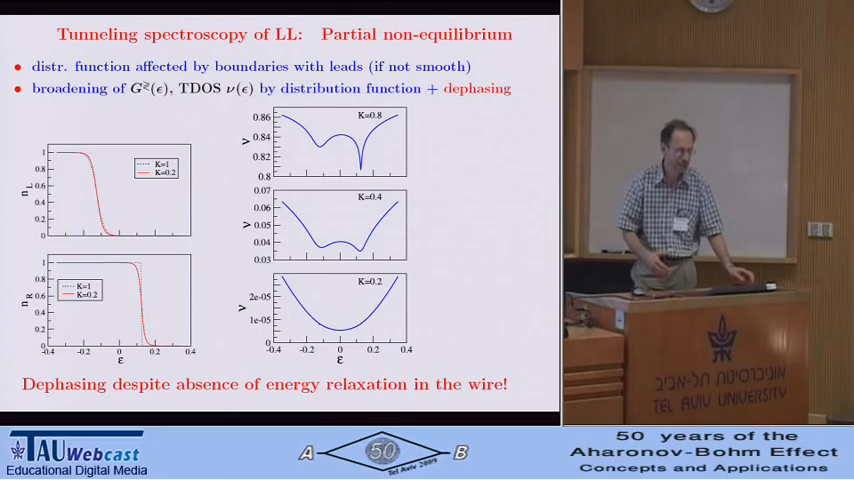 Tunneling spectroscopy of LL: Partial non-equilibrium
• distr. function affected by boundaries with leads (if not smooth)
• broadening of G^≷(ϵ), TDOS ν(ϵ) by distribution function + dephasing
1
0.8
0.6
0.4
0.2
0
n_L
K=1
K=0.2
1
0.8
0.6
0.4
0.2
0
n_R
K=1
K=0.2
-0.4 -0.2 0 0.2 0.4
ε
0.86
0.84
0.82
0.8
ν
K=0.8
0.07
0.06
0.05
0.04
0.03
ν
K=0.4
2e-05
1e-05
0
ν
K=0.2
-0.4 -0.2 0 0.2 0.4
ε
Dephasing despite absence of energy relaxation in the wire!
אוניברסיטת תל-אביב
TEL AVIV UNIVERSITY
TAU Webcast
Educational Digital Media
A 50 B
Tel Aviv 2009
50 years of the
Aharonov-Bohm Effect
Concepts and Applications